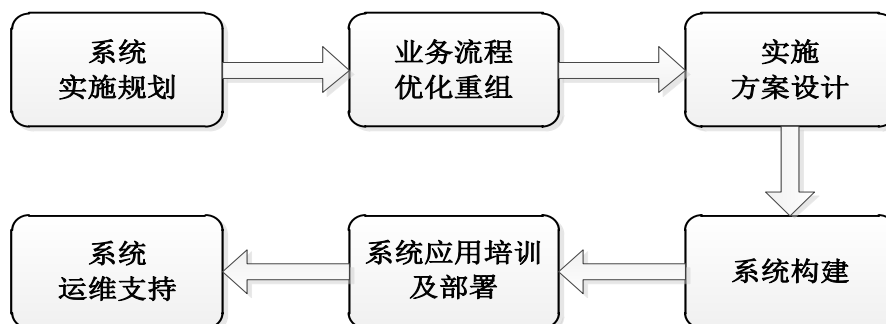 系统
实施规划
业务流程
优化重组
实施
方案设计
系统
运维支持
系统应用培训
及部署
系统构建